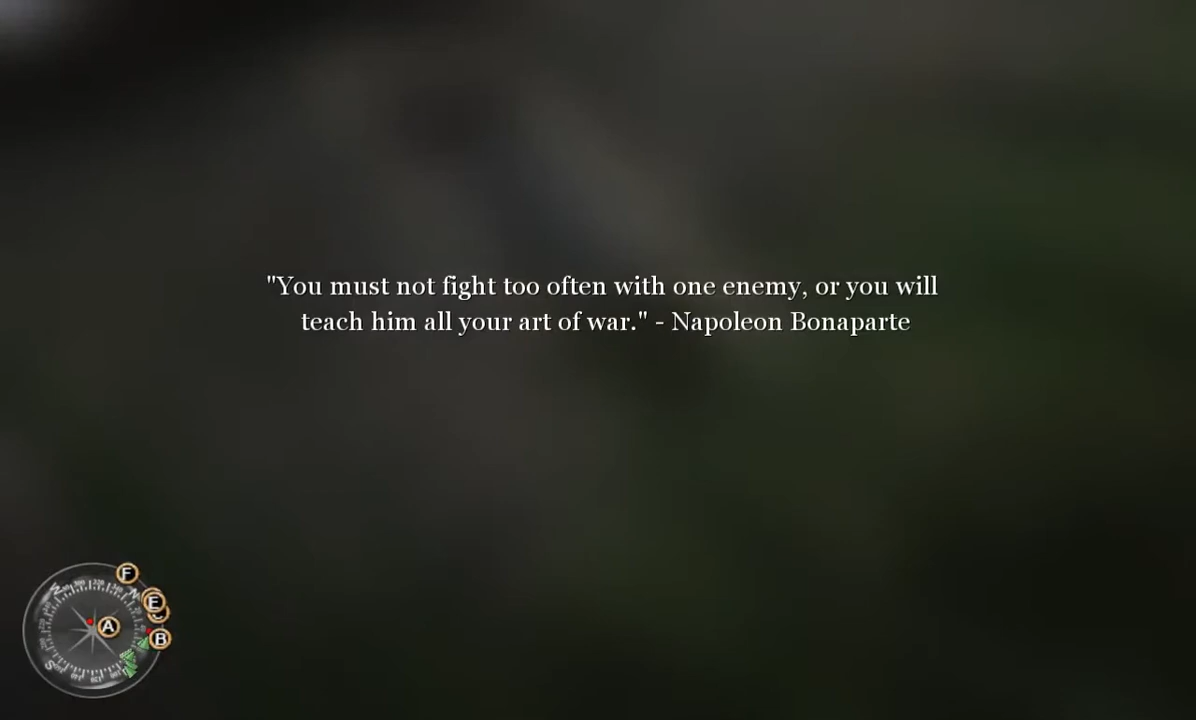 "You must not fight too often with one enemy, or you will
teach him all your art of war." - Napoleon Bonaparte
F
E
A
B